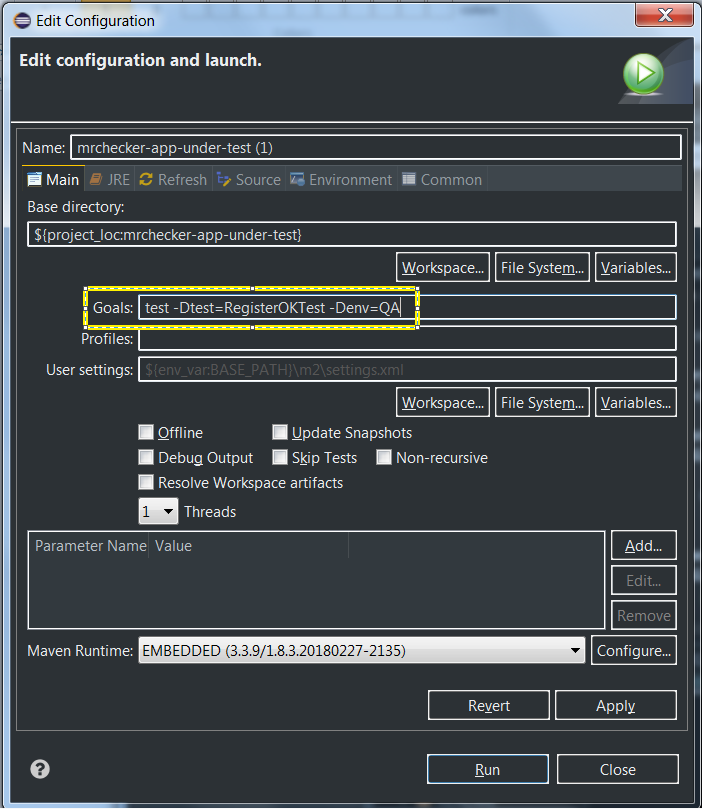 Edit Configuration
Edit configuration and launch.
Name: mrchecker-app-under-test (1)
Main JRE Refresh Source Environment Common
Base directory:
${project_loc:mrchecker-app-under-test}
Workspace... File System... Variables...
Goals: test -Dtest=RegisterOKTest -Denv=QA
Profiles:
User settings: ${env_var:BASE_PATH}\m2\settings.xml
Workspace... File System... Variables...
Offline Update Snapshots
Debug Output Skip Tests Non-recursive
Resolve Workspace artifacts
1 Threads
Parameter Name Value Add...
Edit...
Remove
Maven Runtime: EMBEDDED (3.3.9/1.8.3.20180227-2135) Configure...
Revert Apply
? Run Close